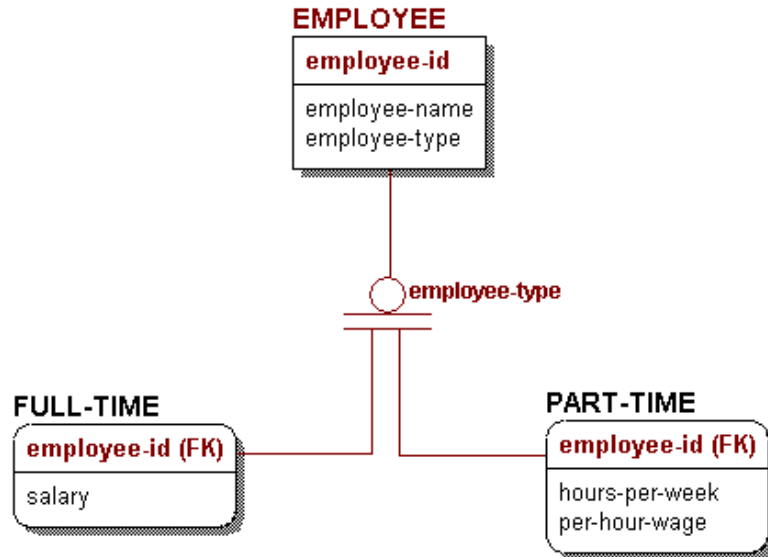 EMPLOYEE
employee-id
employee-name
employee-type
employee-type
FULL-TIME
employee-id (FK)
salary
PART-TIME
employee-id (FK)
hours-per-week
per-hour-wage